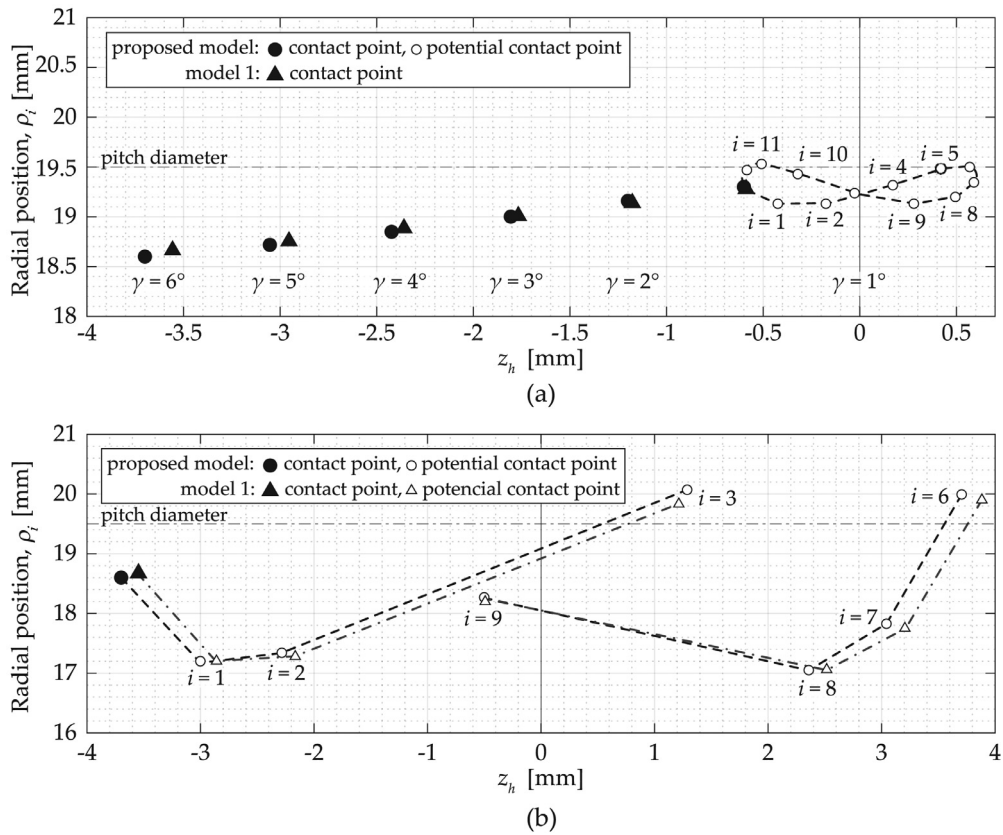 21
20.5
20
19.5
19
18.5
18
Radial position, ρᵢ [mm]
proposed model: ● contact point, ○ potential contact point
model 1: ▲ contact point
pitch diameter
i = 11
i = 10
i = 4
i = 5
i = 1
i = 2
i = 9
i = 8
γ = 6° γ = 5° γ = 4° γ = 3° γ = 2° γ = 1°
-4 -3.5 -3 -2.5 -2 -1.5 -1 -0.5 0 0.5
zₕ [mm]
(a)
21
20
19
18
17
16
Radial position, ρᵢ [mm]
proposed model: ● contact point, ○ potential contact point
model 1: ▲ contact point, △ potencial contact point
pitch diameter
i = 3
i = 6
i = 9
i = 7
i = 1
i = 2
i = 8
-4 -3 -2 -1 0 1 2 3 4
zₕ [mm]
(b)